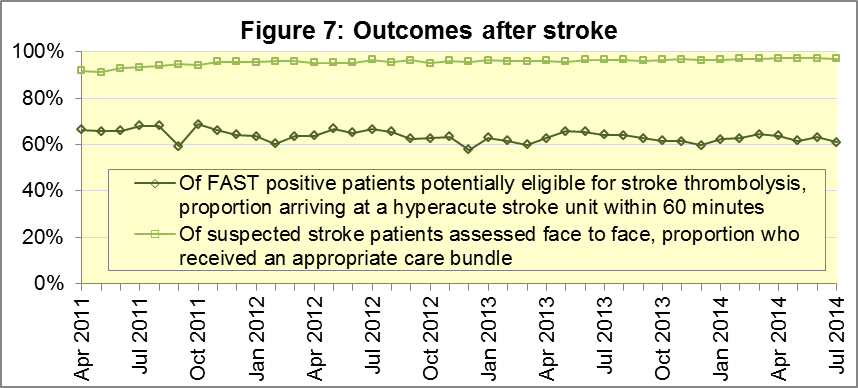 Figure 7: Outcomes after stroke
100%
80%
60%
40%
20%
0%
Of FAST positive patients potentially eligible for stroke thrombolysis,
proportion arriving at a hyperacute stroke unit within 60 minutes
Of suspected stroke patients assessed face to face, proportion who
received an appropriate care bundle
Apr 2011
Jul 2011
Oct 2011
Jan 2012
Apr 2012
Jul 2012
Oct 2012
Jan 2013
Apr 2013
Jul 2013
Oct 2013
Jan 2014
Apr 2014
Jul 2014